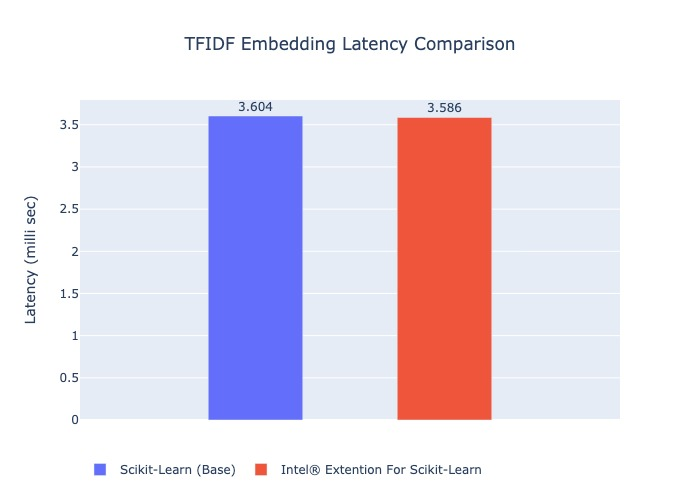 TFIDF Embedding Latency Comparison
3.604
3.586
3.5
3
2.5
2
1.5
1
0.5
0
Latency (milli sec)
Scikit-Learn (Base)
Intel® Extention For Scikit-Learn